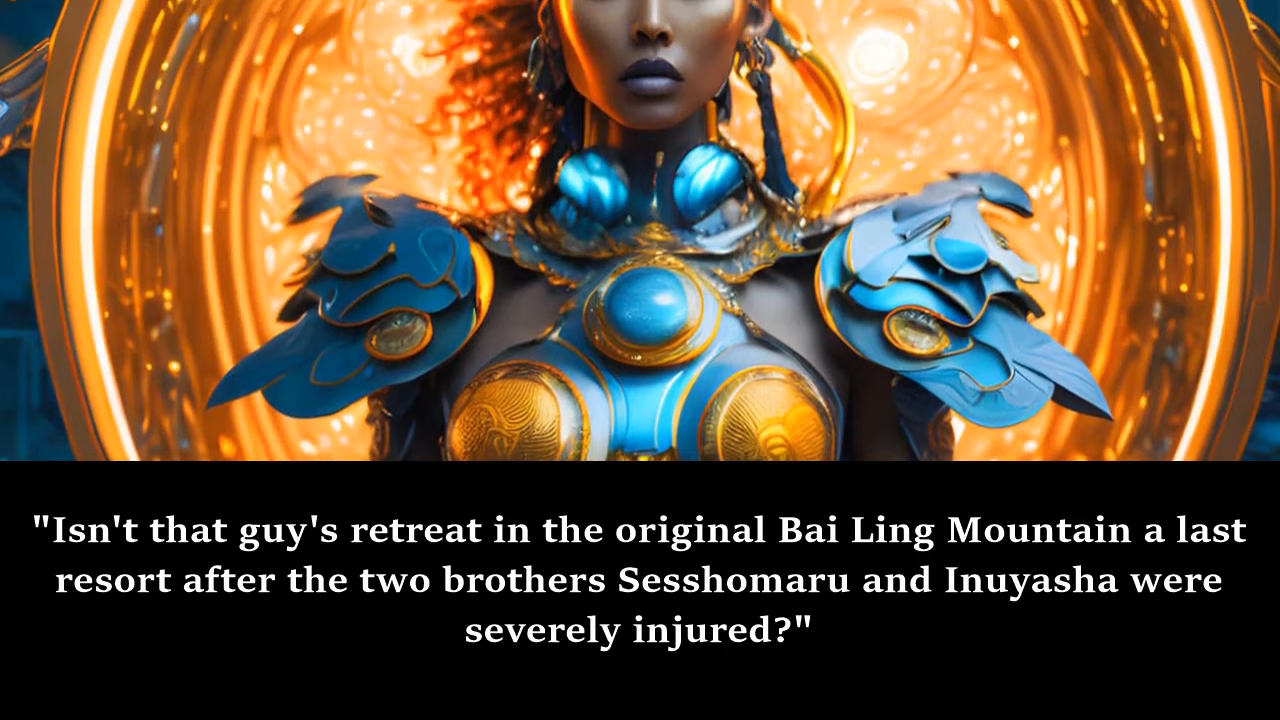 "Isn't that guy's retreat in the original Bai Ling Mountain a last
resort after the two brothers Sesshomaru and Inuyasha were
severely injured?"